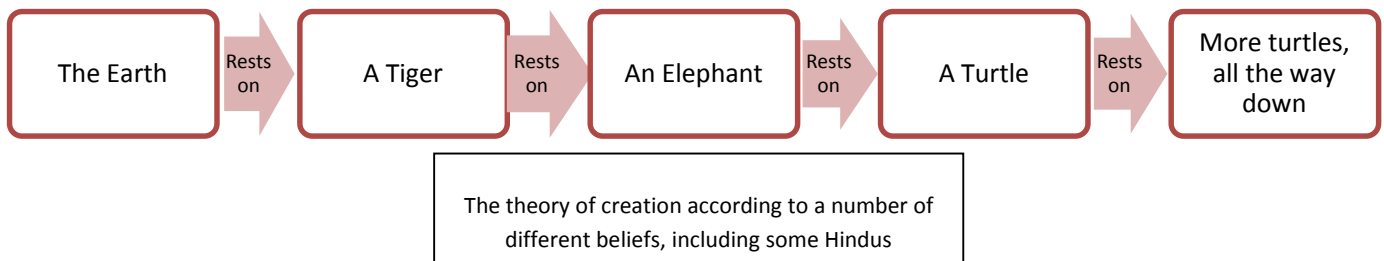 The Earth
Rests
on
A Tiger
Rests
on
An Elephant
Rests
on
A Turtle
Rests
on
More turtles,
all the way
down
The theory of creation according to a number of
different beliefs, including some Hindus